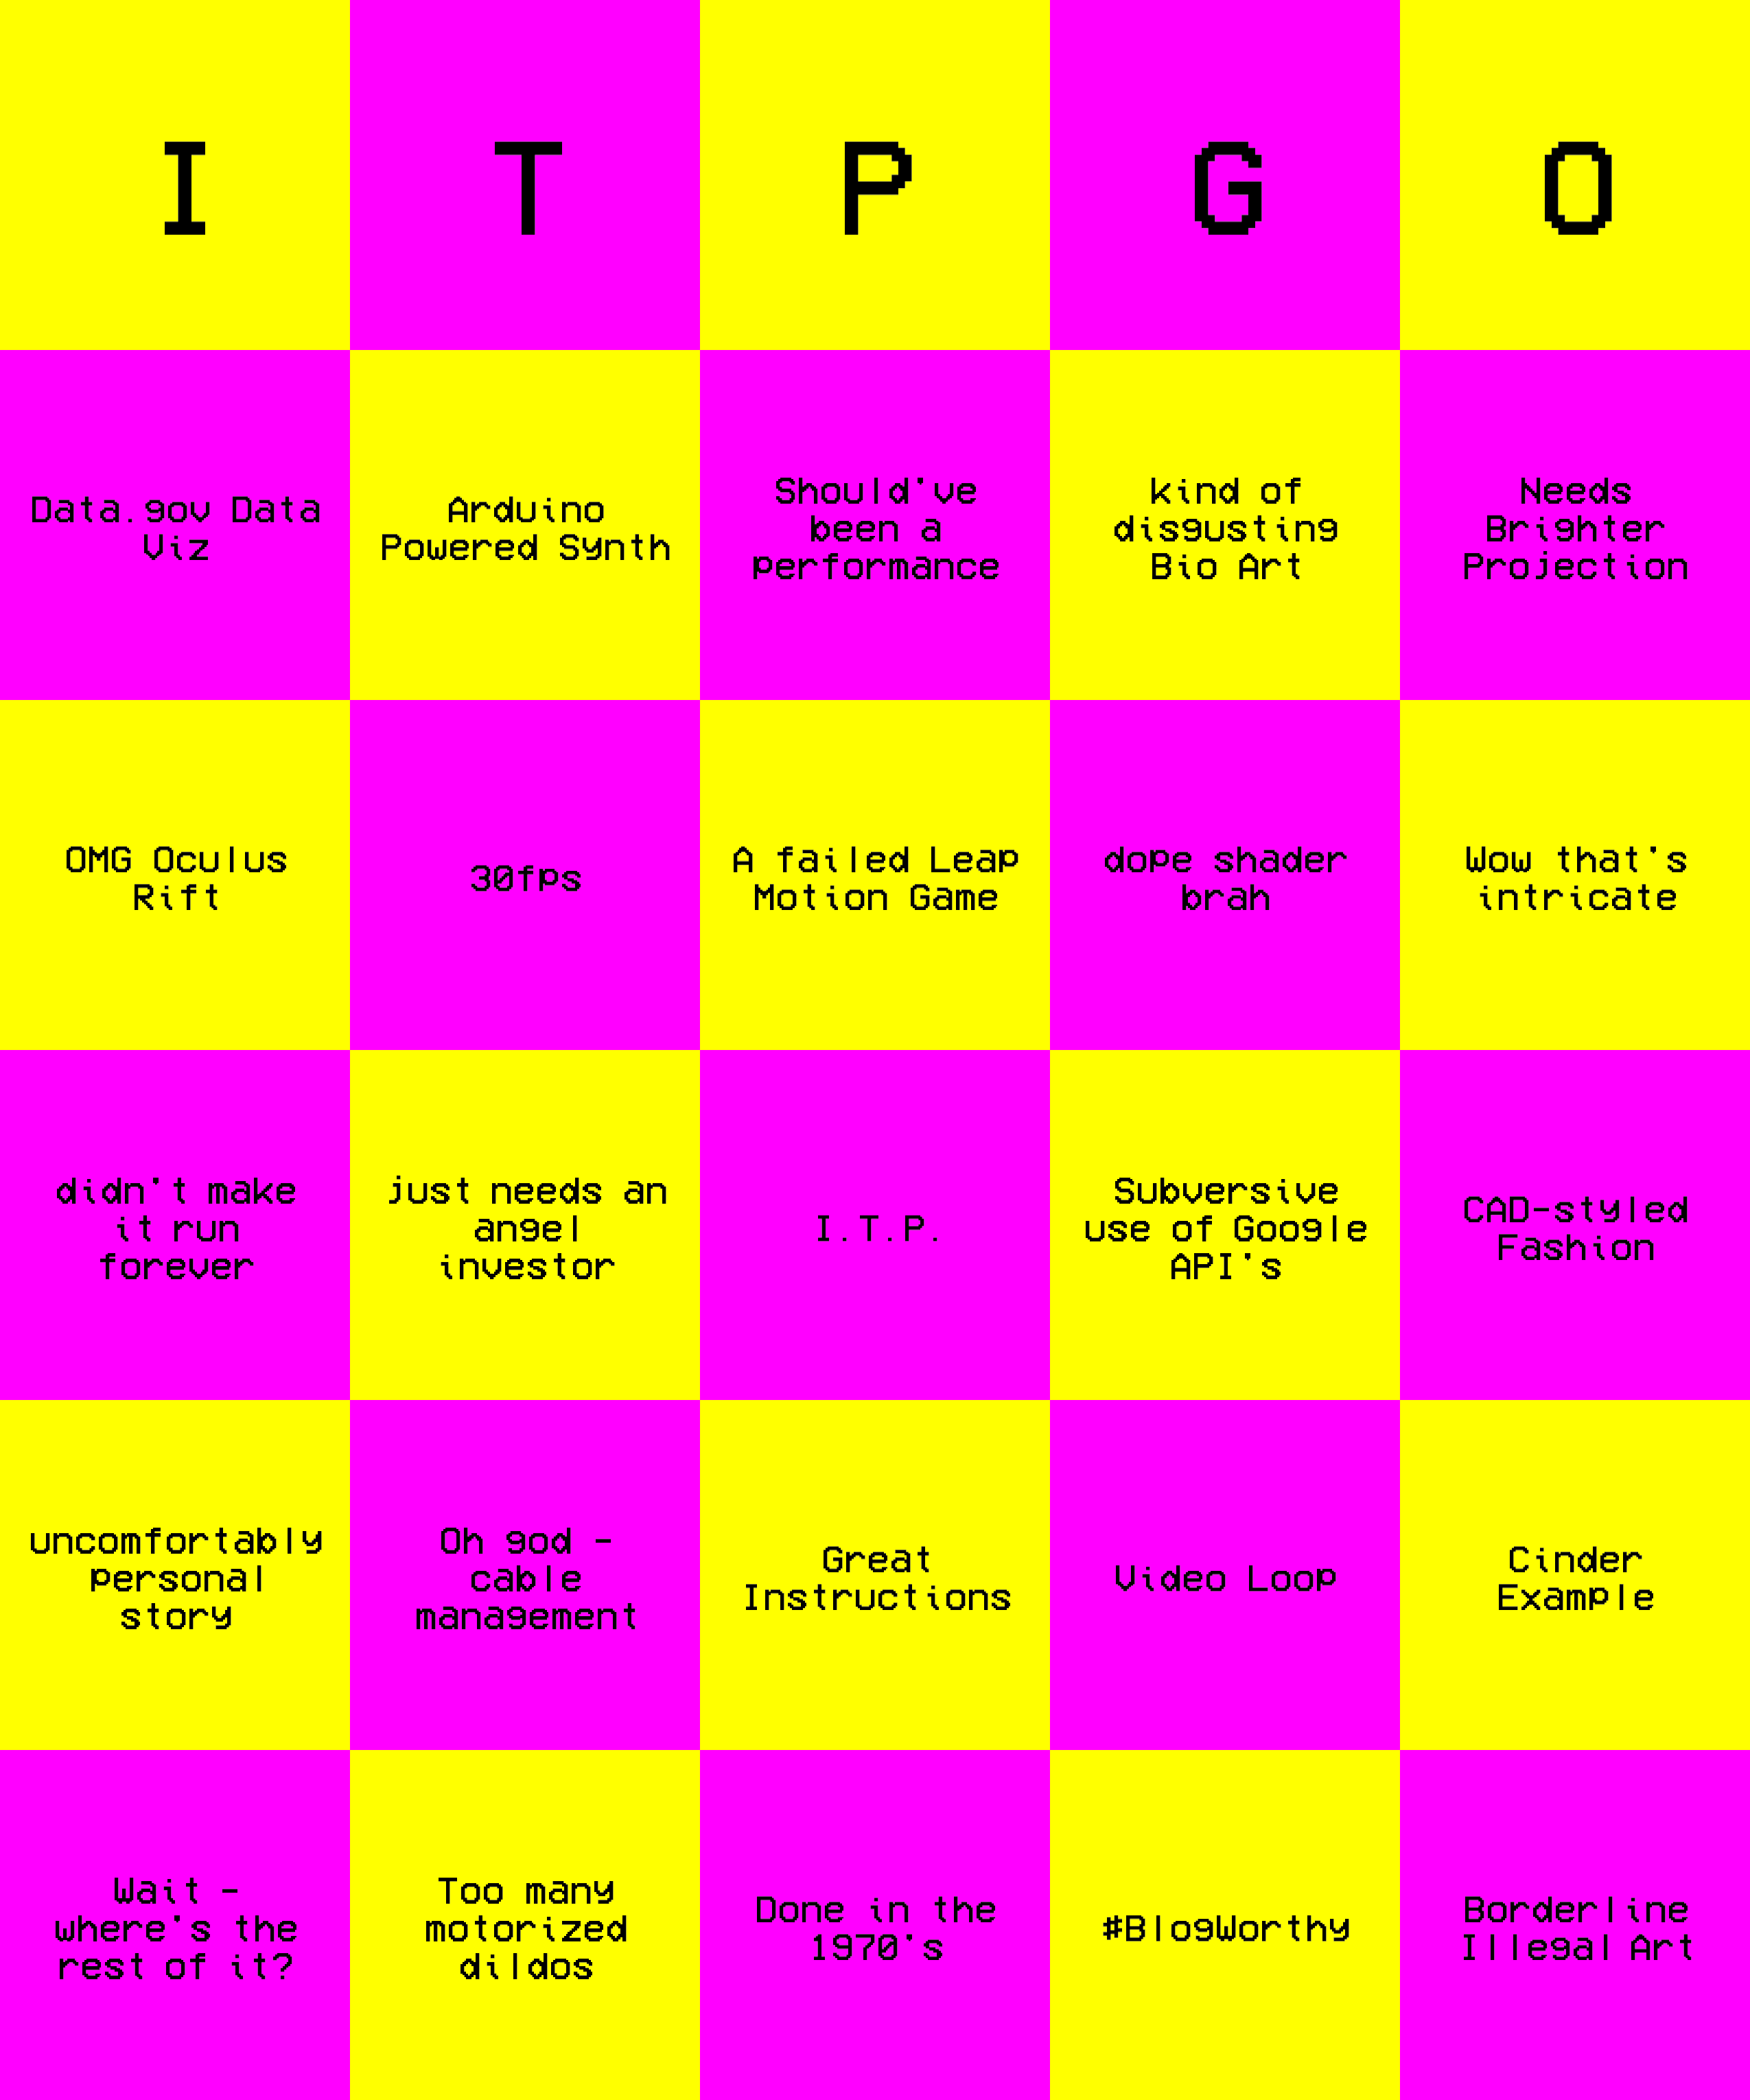 I T P G O
Data.gov Data
Viz
Arduino
Powered Synth
Should've
been a
performance
kind of
disgusting
Bio Art
Needs
Brighter
Projection
OMG Oculus
Rift
30fps
A failed Leap
Motion Game
dope shader
brah
Wow that's
intricate
didn't make
it run
forever
just needs an
angel
investor
I.T.P.
Subversive
use of Google
API's
CAD-styled
Fashion
uncomfortably
personal
story
Oh god -
cable
management
Great
Instructions
Video Loop
Cinder
Example
Wait -
where's the
rest of it?
Too many
motorized
dildos
Done in the
1970's
#BlogWorthy
Borderline
Illegal Art